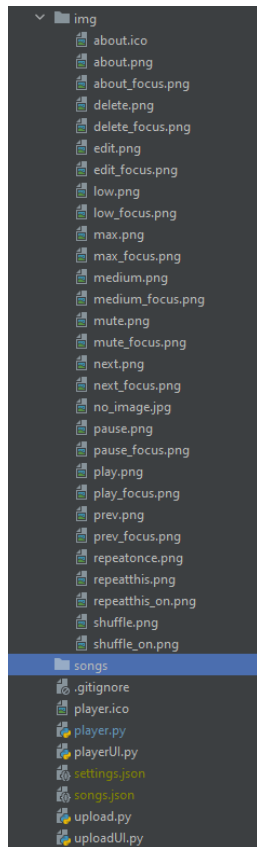 img
about.ico
about.png
about_focus.png
delete.png
delete_focus.png
edit.png
edit_focus.png
low.png
low_focus.png
max.png
max_focus.png
medium.png
medium_focus.png
mute.png
mute_focus.png
next.png
next_focus.png
no_image.jpg
pause.png
pause_focus.png
play.png
play_focus.png
prev.png
prev_focus.png
repeatonce.png
repeatthis.png
repeatthis_on.png
shuffle.png
shuffle_on.png
songs
.gitignore
player.ico
player.py
playerUI.py
settings.json
songs.json
upload.py
uploadUI.py